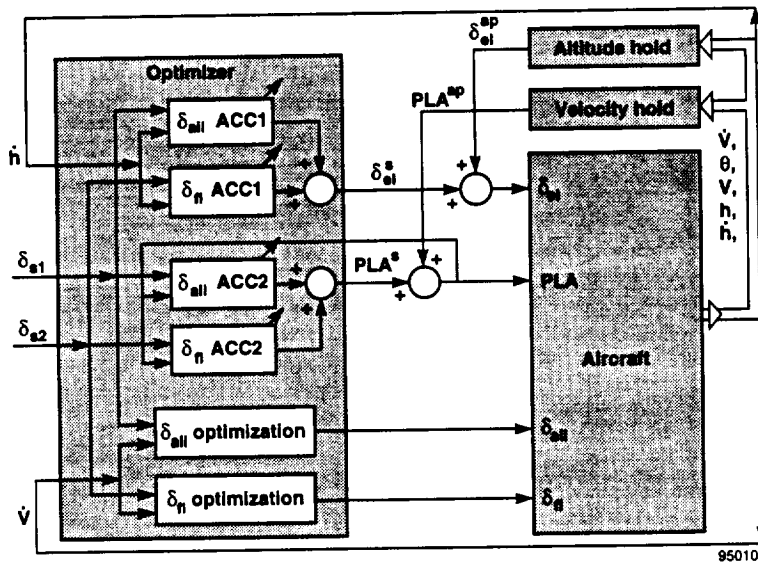 δ_el^ap
Altitude hold
Optimizer
PLA^ap
Velocity hold
δ_ail ACC1
V̇,
θ,
V,
h,
ḣ,
ḣ
δ_fl ACC1
+
+
δ_el^s
+
+
δ_el
δ_s1
δ_ail ACC2
+
+
PLA^s
+
+
PLA
δ_s2
δ_fl ACC2
Aircraft
δ_ail optimization
δ_ail
V̇
δ_fl optimization
δ_fl
95010